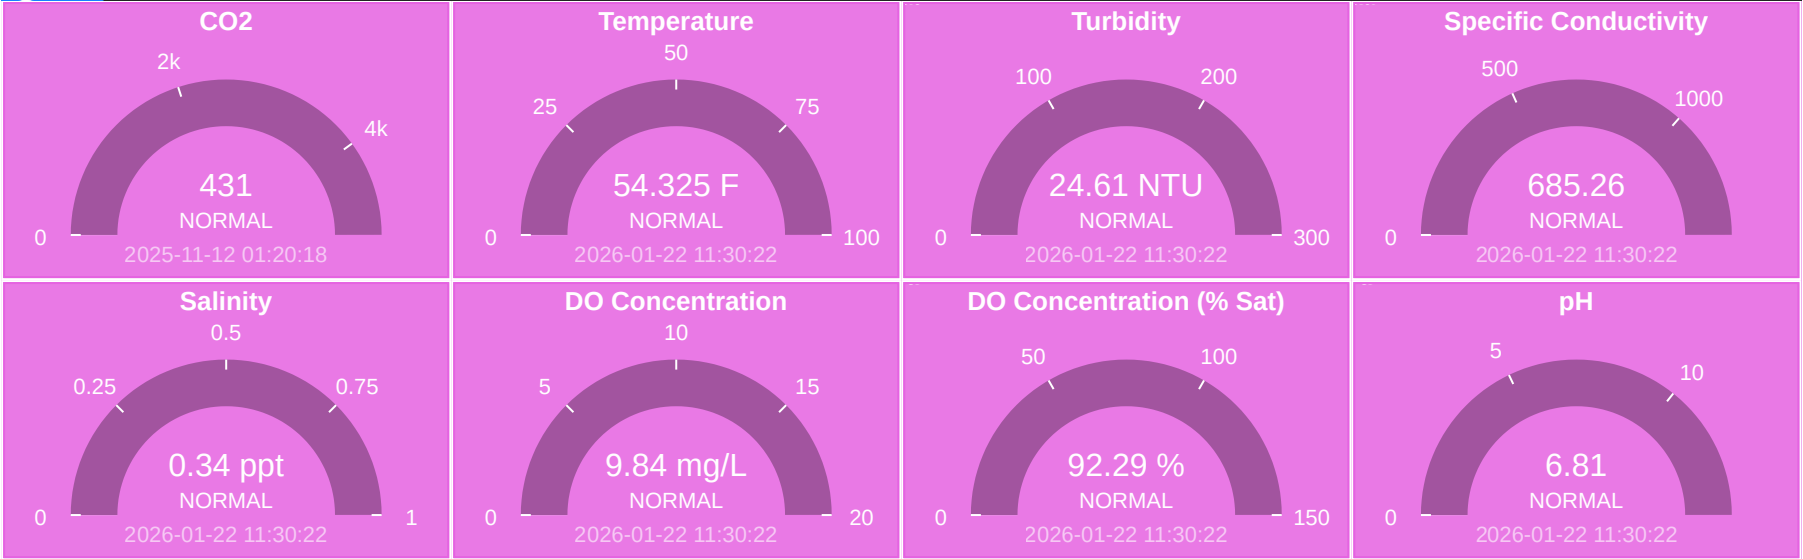 CO2
2k
4k
431
NORMAL
0
2025-11-12 01:20:18
Temperature
50
25
75
54.325 F
NORMAL
0
100
2026-01-22 11:30:22
Turbidity
100
200
24.61 NTU
NORMAL
0
300
2026-01-22 11:30:22
Specific Conductivity
500
1000
685.26
NORMAL
0
2026-01-22 11:30:22
Salinity
0.5
0.25
0.75
0.34 ppt
NORMAL
0
1
2026-01-22 11:30:22
DO Concentration
10
5
15
9.84 mg/L
NORMAL
0
20
2026-01-22 11:30:22
DO Concentration (% Sat)
50
100
92.29 %
NORMAL
0
150
2026-01-22 11:30:22
pH
5
10
6.81
NORMAL
0
2026-01-22 11:30:22